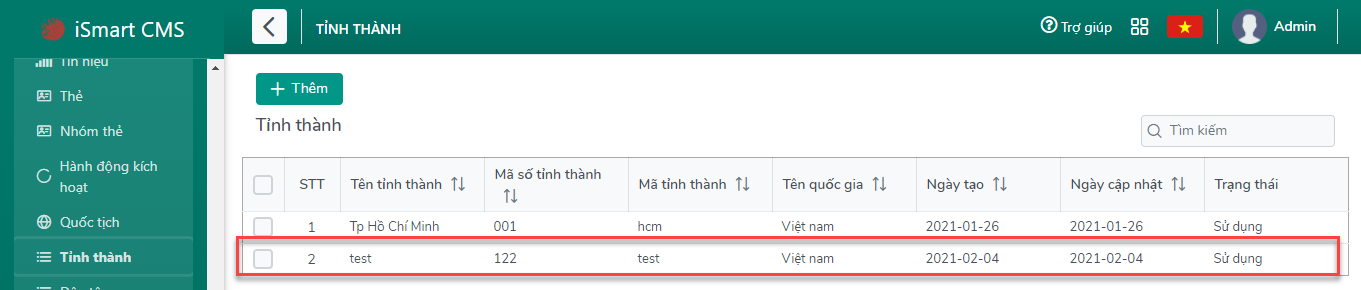 iSmart CMS
TỈNH THÀNH
Trợ giúp
Admin
Tín hiệu
Thẻ
Nhóm thẻ
Hành động kích
hoạt
Quốc tịch
Tỉnh thành
Thêm
Tỉnh thành
Tìm kiếm
STT Tên tỉnh thành Mã số tỉnh thành Mã tỉnh thành Tên quốc gia Ngày tạo Ngày cập nhật Trạng thái
1 Tp Hồ Chí Minh 001 hcm Việt nam 2021-01-26 2021-01-26 Sử dụng
2 test 122 test Việt nam 2021-02-04 2021-02-04 Sử dụng